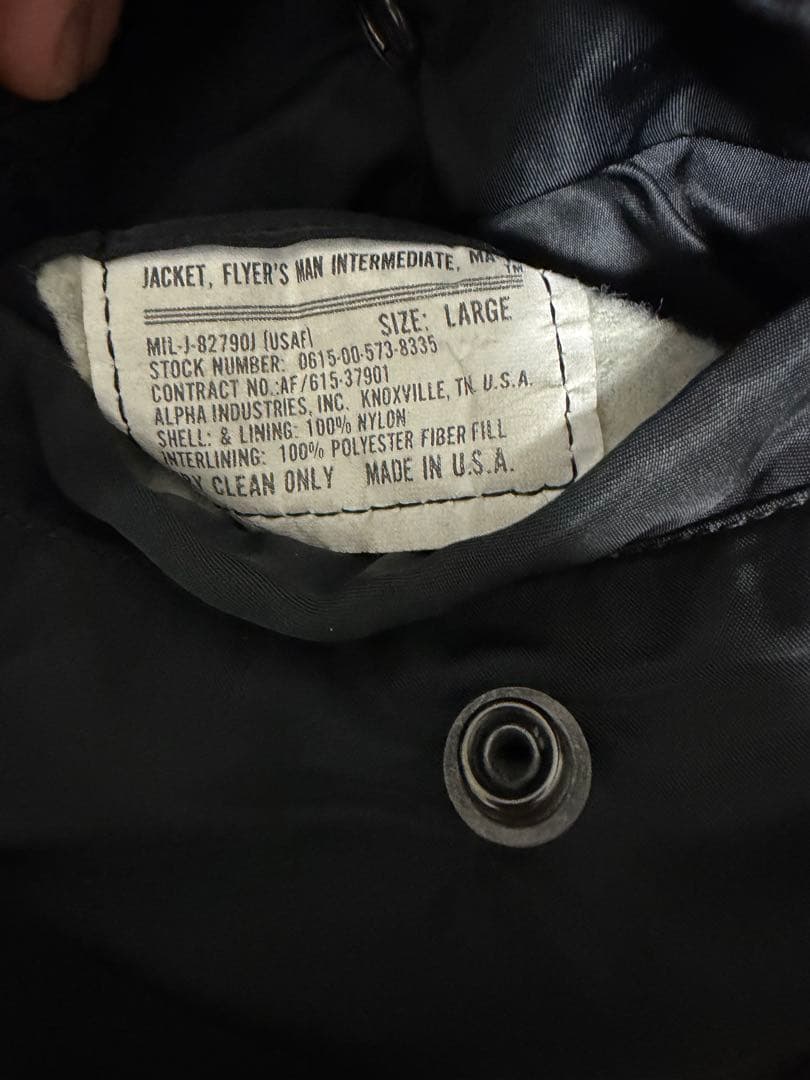 JACKET, FLYER'S MAN INTERMEDIATE, MA
TM
SIZE: LARGE
MIL-J-82790J (USAF)
STOCK NUMBER: 0615-00-573-8335
CONTRACT NO.:AF/615-37901
ALPHA INDUSTRIES, INC. KNOXVILLE, TN. U.S.A.
SHELL: & LINING: 100% NYLON
INTERLINING: 100% POLYESTER FIBER FILL
CLEAN ONLY MADE IN U.S.A.